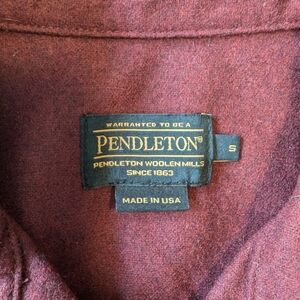 WARRANTED TO BE A
PENDLETON®
PENDLETON WOOLEN MILLS
SINCE 1863
S
MADE IN USA